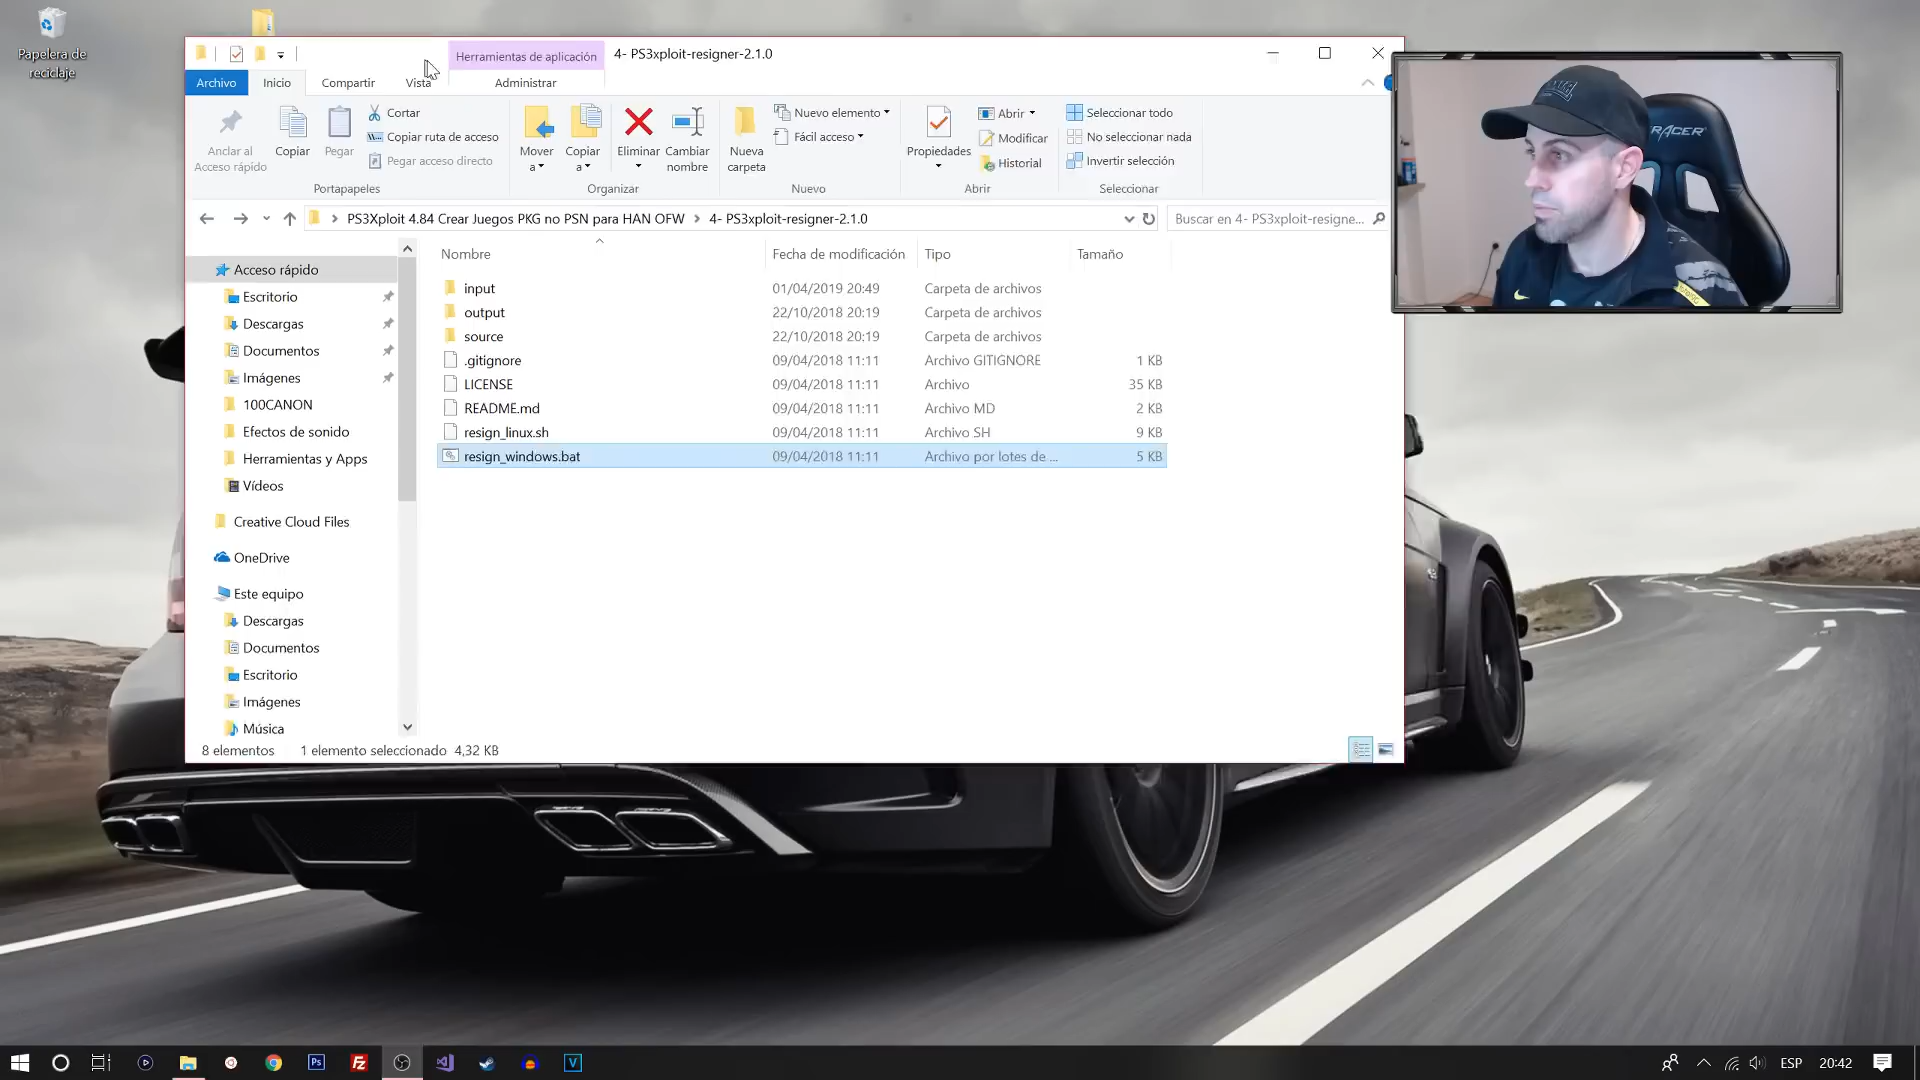 Papelera de
reciclaje
Herramientas de aplicación
4- PS3xploit-resigner-2.1.0
Archivo
Inicio
Compartir
Vista
Administrar
Anclar al
Acceso rápido
Copiar
Pegar
Cortar
Copiar ruta de acceso
Pegar acceso directo
Portapapeles
Mover
a
Copiar
a
Eliminar
Cambiar
nombre
Organizar
Nueva
carpeta
Nuevo elemento
Fácil acceso
Nuevo
Propiedades
Abrir
Modificar
Historial
Abrir
Seleccionar todo
No seleccionar nada
Invertir selección
Seleccionar
PS3Xploit 4.84 Crear Juegos PKG no PSN para HAN OFW
4- PS3xploit-resigner-2.1.0
Buscar en 4- PS3xploit-resigne...
Nombre
Fecha de modificación
Tipo
Tamaño
input 01/04/2019 20:49 Carpeta de archivos
output 22/10/2018 20:19 Carpeta de archivos
source 22/10/2018 20:19 Carpeta de archivos
.gitignore 09/04/2018 11:11 Archivo GITIGNORE 1 KB
LICENSE 09/04/2018 11:11 Archivo 35 KB
README.md 09/04/2018 11:11 Archivo MD 2 KB
resign_linux.sh 09/04/2018 11:11 Archivo SH 9 KB
resign_windows.bat 09/04/2018 11:11 Archivo por lotes de ... 5 KB
Acceso rápido
Escritorio
Descargas
Documentos
Imágenes
100CANON
Efectos de sonido
Herramientas y Apps
Vídeos
Creative Cloud Files
OneDrive
Este equipo
Descargas
Documentos
Escritorio
Imágenes
Música
8 elementos
1 elemento seleccionado 4,32 KB
Ps
Fz
V
ESP
20:42